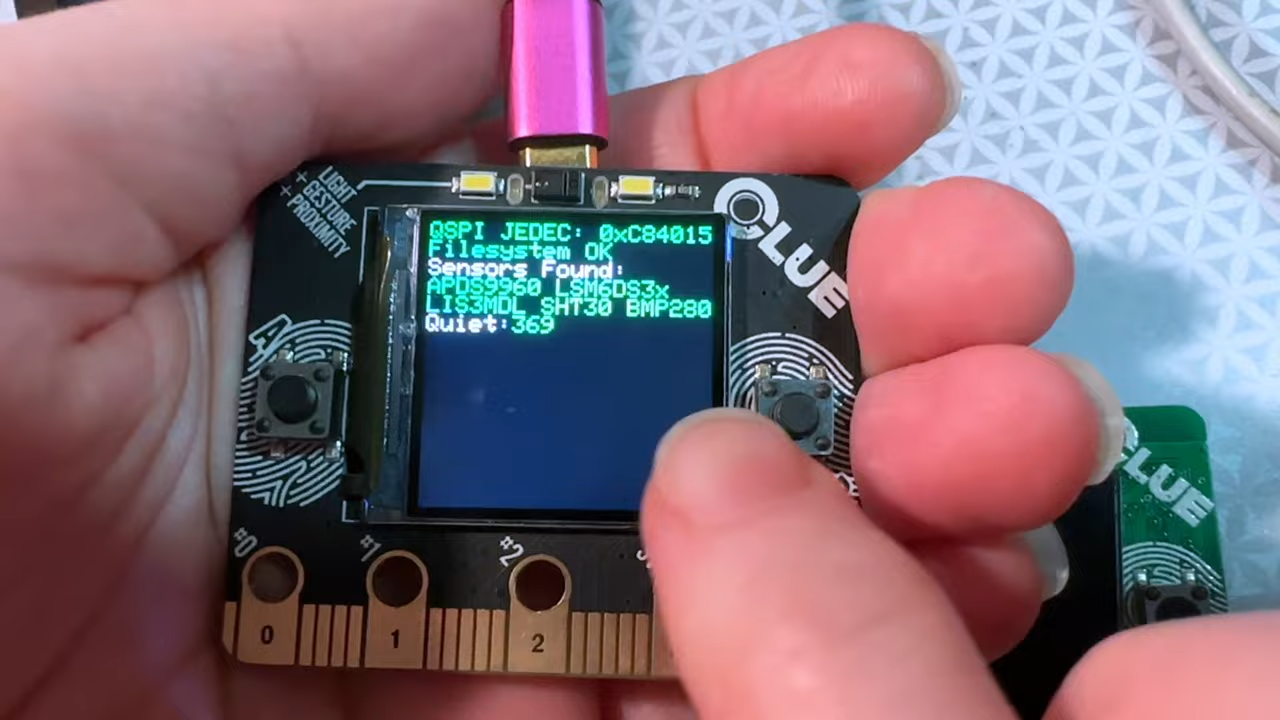 LIGHT
+ GESTURE
+ PROXIMITY
CLUE
QSPI JEDEC: 0xC84015
Filesystem OK
Sensors Found:
APDS9960 LSM6DS3x
LIS3MDL SHT30 BMP280
Quiet:369
A
#0
#1
#2
0
1
2
CLUE